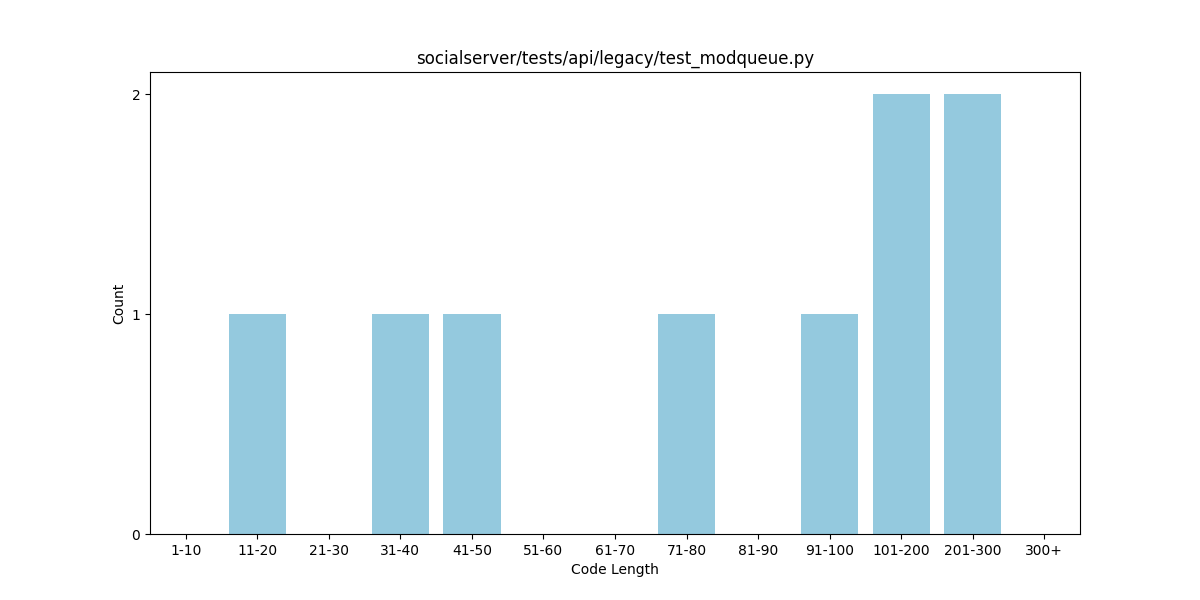 socialserver/tests/api/legacy/test_modqueue.py
2
1
0
Count
1-10 11-20 21-30 31-40 41-50 51-60 61-70 71-80 81-90 91-100 101-200 201-300 300+
Code Length